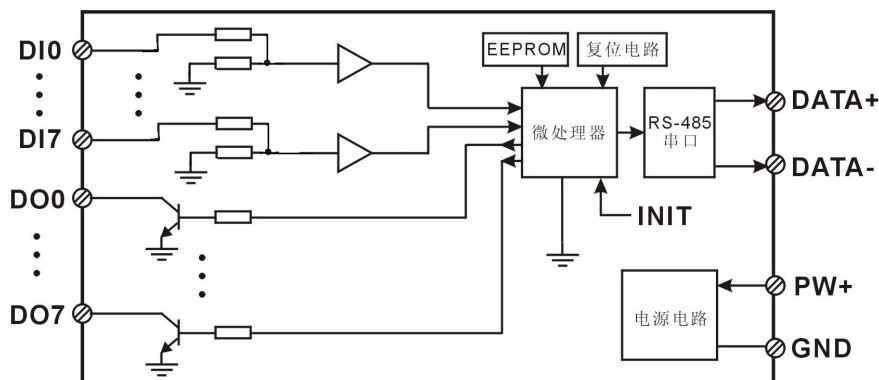 DI0
DI7
DO0
DO7
EEPROM
复位电路
微处理器
RS-485
串口
INIT
电源电路
DATA+
DATA-
PW+
GND